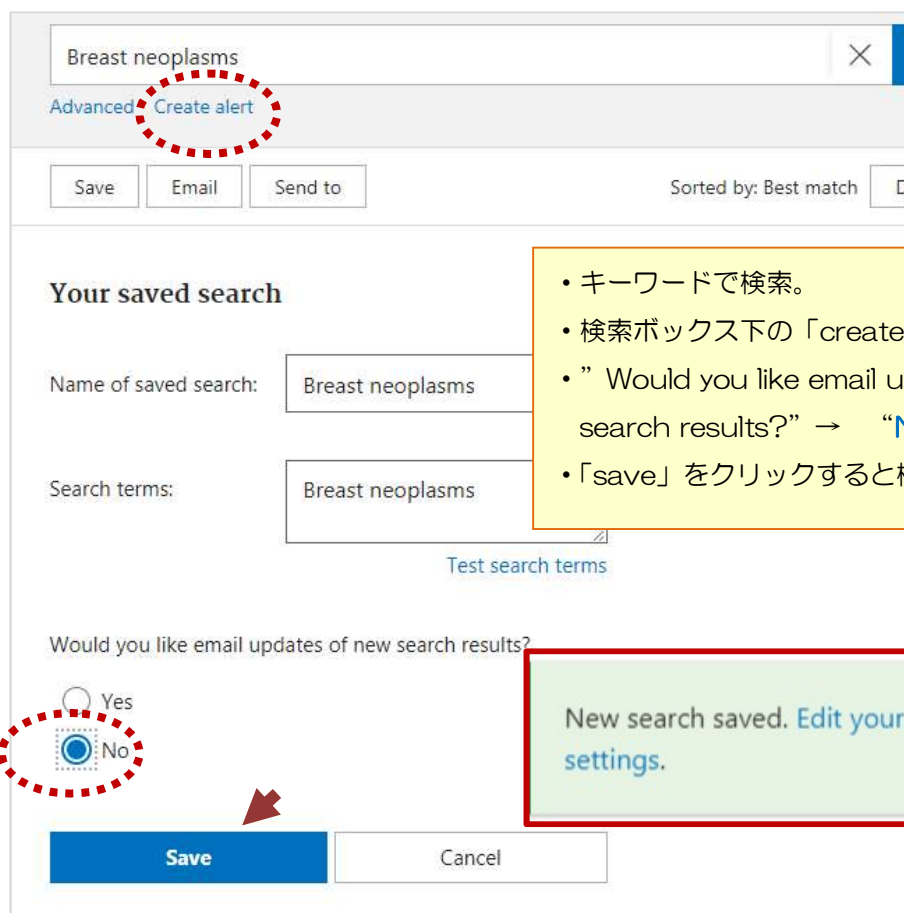 Breast neoplasms
Advanced Create alert
Save Email Send to Sorted by: Best match
Your saved search
・キーワードで検索。
・検索ボックス下の「create
Name of saved search: Breast neoplasms
・” Would you like email u
search results?”→ “N
Search terms: Breast neoplasms
・「save」をクリックすると
Test search terms
Would you like email updates of new search results?
Yes
No
New search saved. Edit your
settings.
Save Cancel